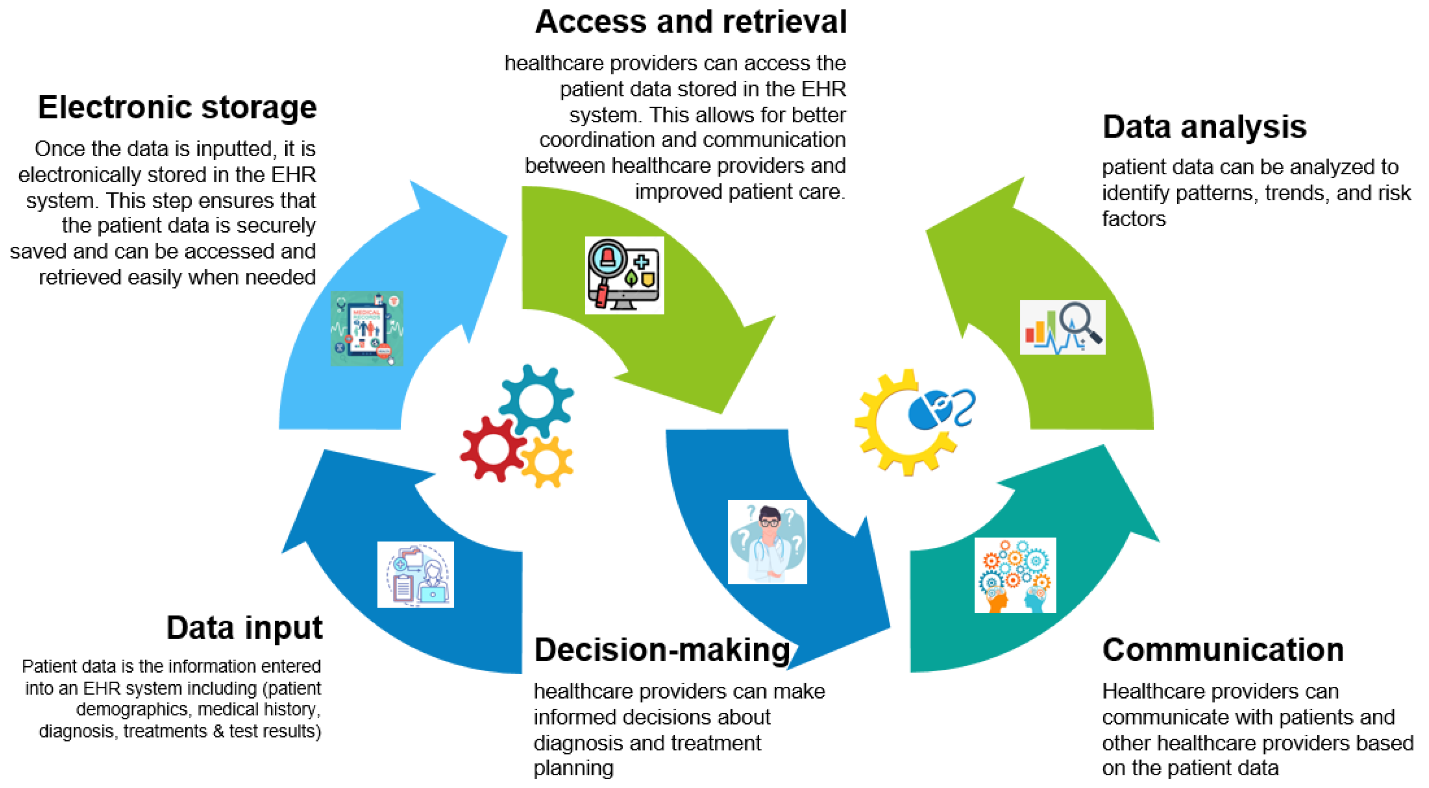 Access and retrieval
healthcare providers can access the
patient data stored in the EHR
system. This allows for better
coordination and communication
between healthcare providers and
improved patient care.
Electronic storage
Once the data is inputted, it is
electronically stored in the EHR
system. This step ensures that
the patient data is securely
saved and can be accessed and
retrieved easily when needed
Data analysis
patient data can be analyzed to
identify patterns, trends, and risk
factors
MEDICAL
RECORDS
Data input
Patient data is the information entered
into an EHR system including (patient
demographics, medical history,
diagnosis, treatments & test results)
Decision-making
healthcare providers can make
informed decisions about
diagnosis and treatment
planning
Communication
Healthcare providers can
communicate with patients and
other healthcare providers based
on the patient data